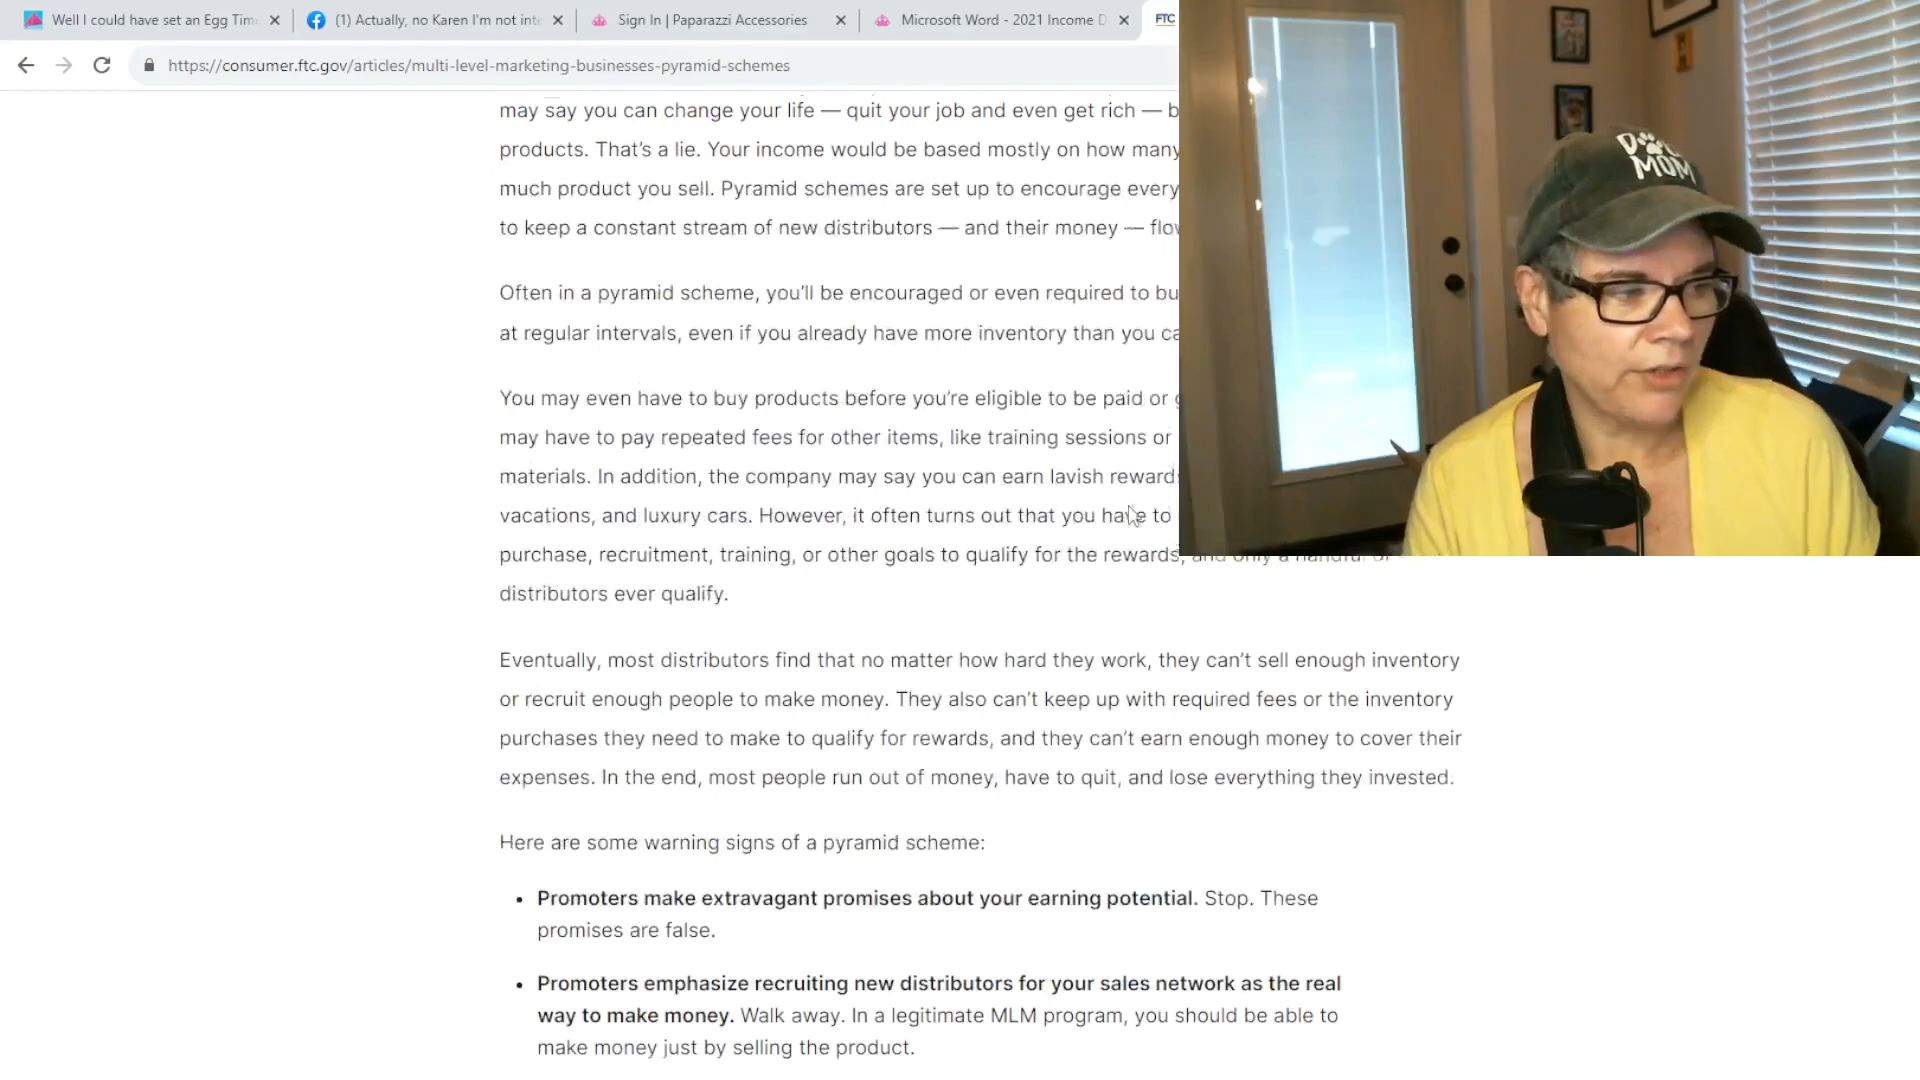 Well I could have set an Egg Tim
(1) Actually, no Karen I'm not inte
Sign In | Paparazzi Accessories
Microsoft Word - 2021 Income D
FTC
https://consumer.ftc.gov/articles/multi-level-marketing-businesses-pyramid-schemes
may say you can change your life — quit your job and even get rich — b
products. That's a lie. Your income would be based mostly on how many
much product you sell. Pyramid schemes are set up to encourage every
to keep a constant stream of new distributors — and their money — flo
Often in a pyramid scheme, you'll be encouraged or even required to bu
at regular intervals, even if you already have more inventory than you ca
You may even have to buy products before you're eligible to be paid or
may have to pay repeated fees for other items, like training sessions or
materials. In addition, the company may say you can earn lavish reward
vacations, and luxury cars. However, it often turns out that you have to
purchase, recruitment, training, or other goals to qualify for the rewards, and only a handful of
distributors ever qualify.
Eventually, most distributors find that no matter how hard they work, they can't sell enough inventory
or recruit enough people to make money. They also can't keep up with required fees or the inventory
purchases they need to make to qualify for rewards, and they can't earn enough money to cover their
expenses. In the end, most people run out of money, have to quit, and lose everything they invested.
Here are some warning signs of a pyramid scheme:
• Promoters make extravagant promises about your earning potential. Stop. These
promises are false.
• Promoters emphasize recruiting new distributors for your sales network as the real
way to make money. Walk away. In a legitimate MLM program, you should be able to
make money just by selling the product.
DOG
MOM